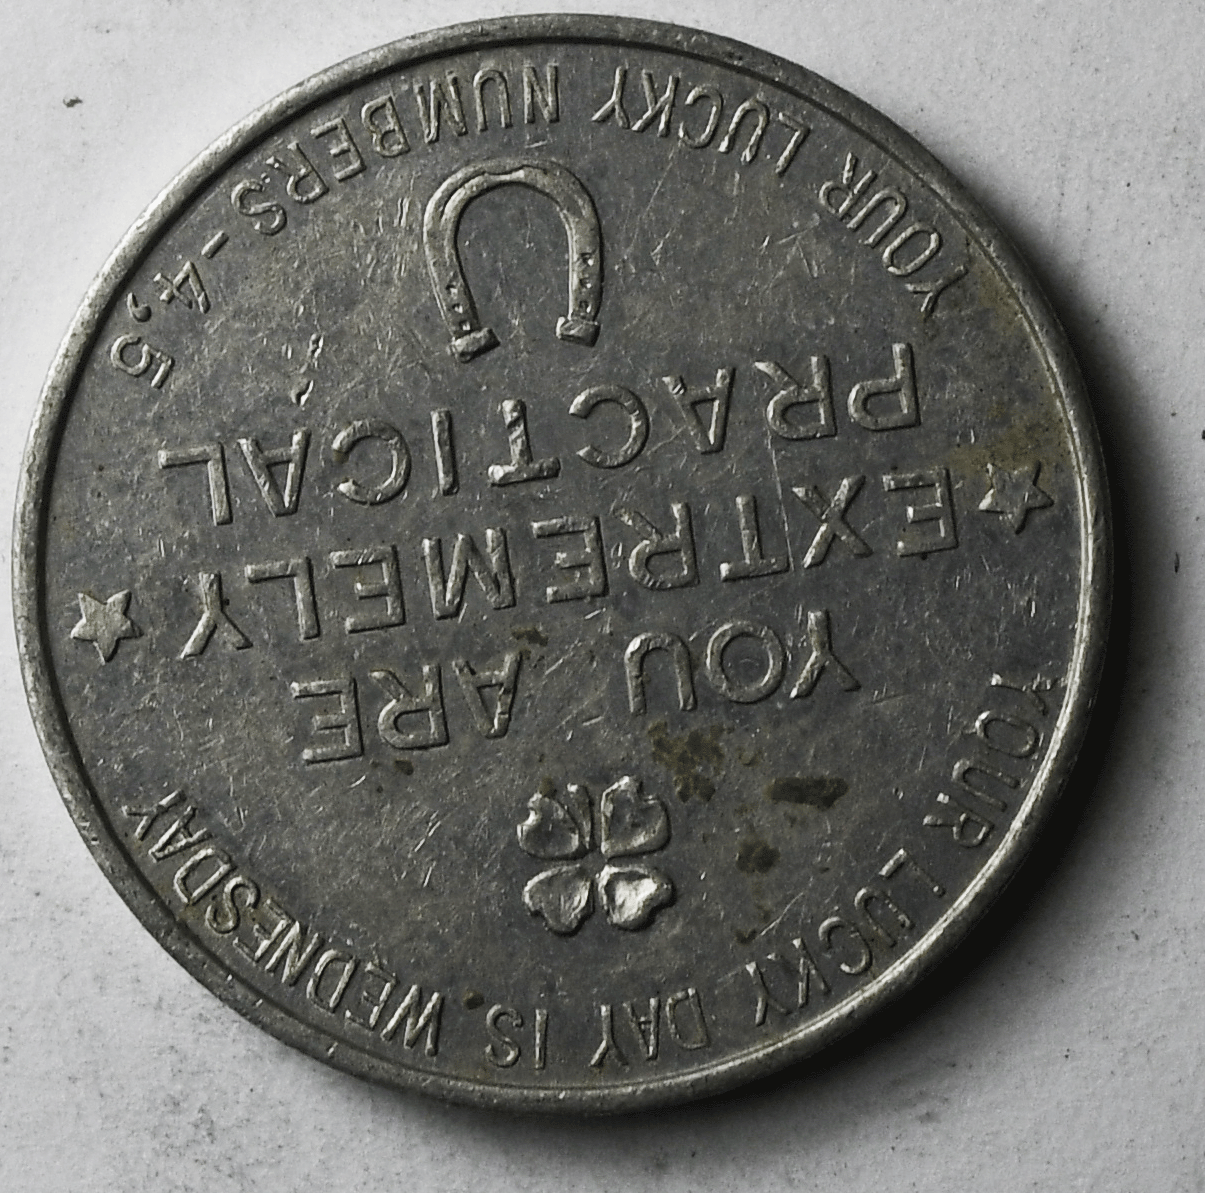 YOUR LUCKY DAY IS WEDNESDAY
YOU ARE
EXTREMELY
PRACTICAL
YOUR LUCKY NUMBERS - 4,5